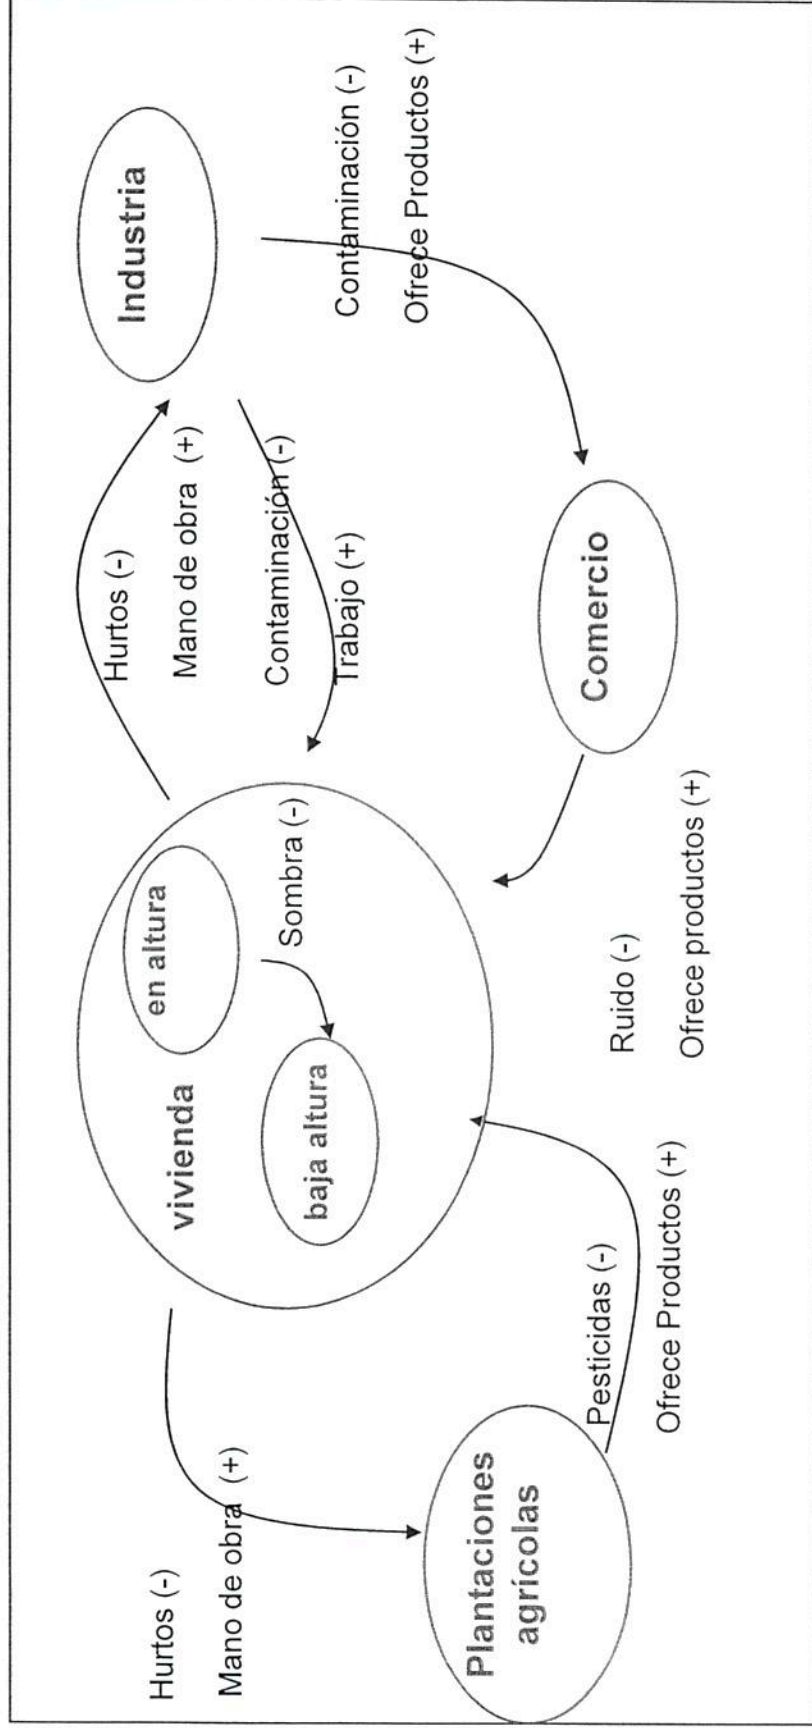 Hurtos (-)
Mano de obra (+)
vivienda
en altura
baja altura
Sombra (-)
Hurtos (-)
Mano de obra (+)
Contaminación (-)
Trabajo (+)
Industria
Contaminación (-)
Ofrece Productos (+)
Plantaciones
agrícolas
Pesticidas (-)
Ofrece Productos (+)
Ruido (-)
Ofrece productos (+)
Comercio